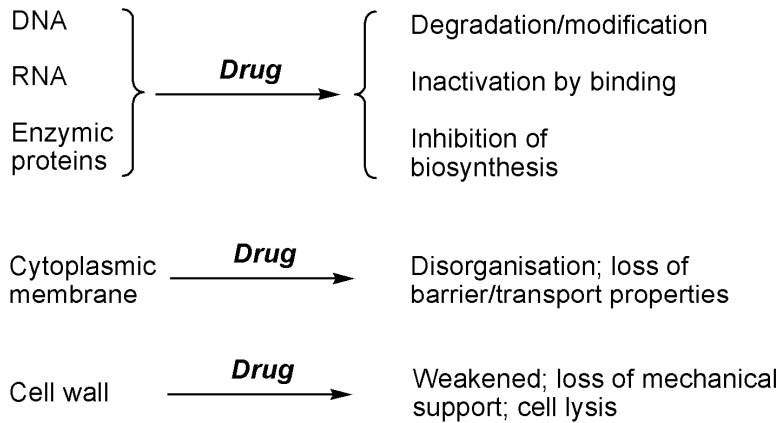 DNA
Degradation/modification
RNA
Drug
Inactivation by binding
Enzymic
proteins
Inhibition of
biosynthesis
Cytoplasmic
membrane
Drug
Disorganisation; loss of
barrier/transport properties
Cell wall
Drug
Weakened; loss of mechanical
support; cell lysis